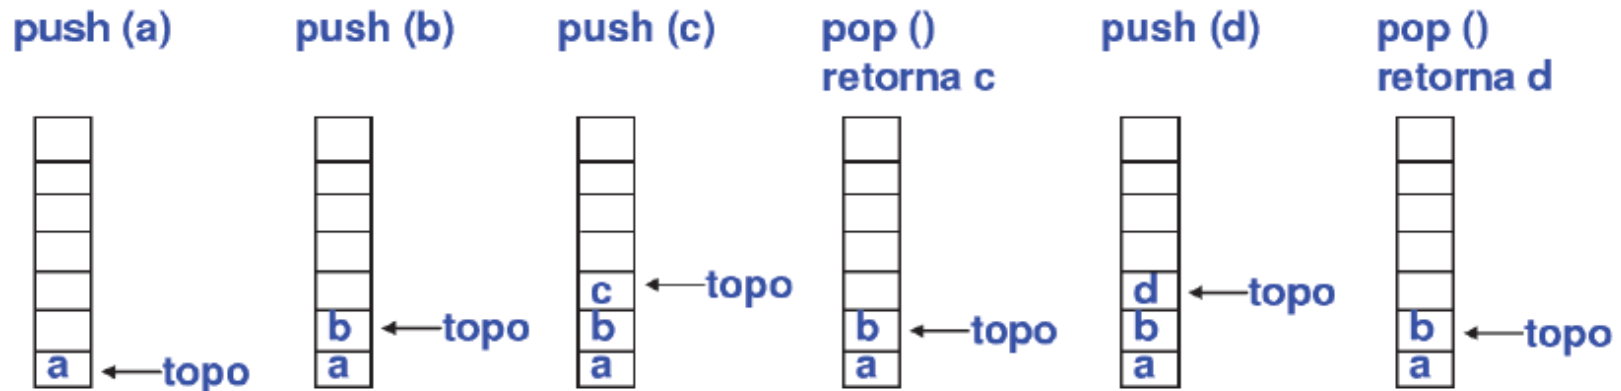 push (a)
push (b)
push (c)
pop ()
retorna c
push (d)
pop ()
retorna d
a
topo
b
topo
a
c
topo
b
a
b
topo
a
d
topo
b
a
b
topo
a